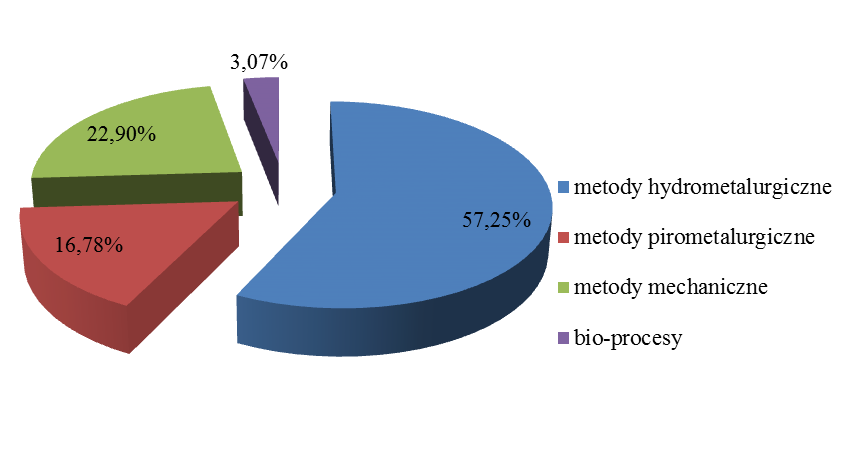 3,07%
22,90%
16,78%
57,25%
metody hydrometalurgiczne
metody pirometalurgiczne
metody mechaniczne
bio-procesy